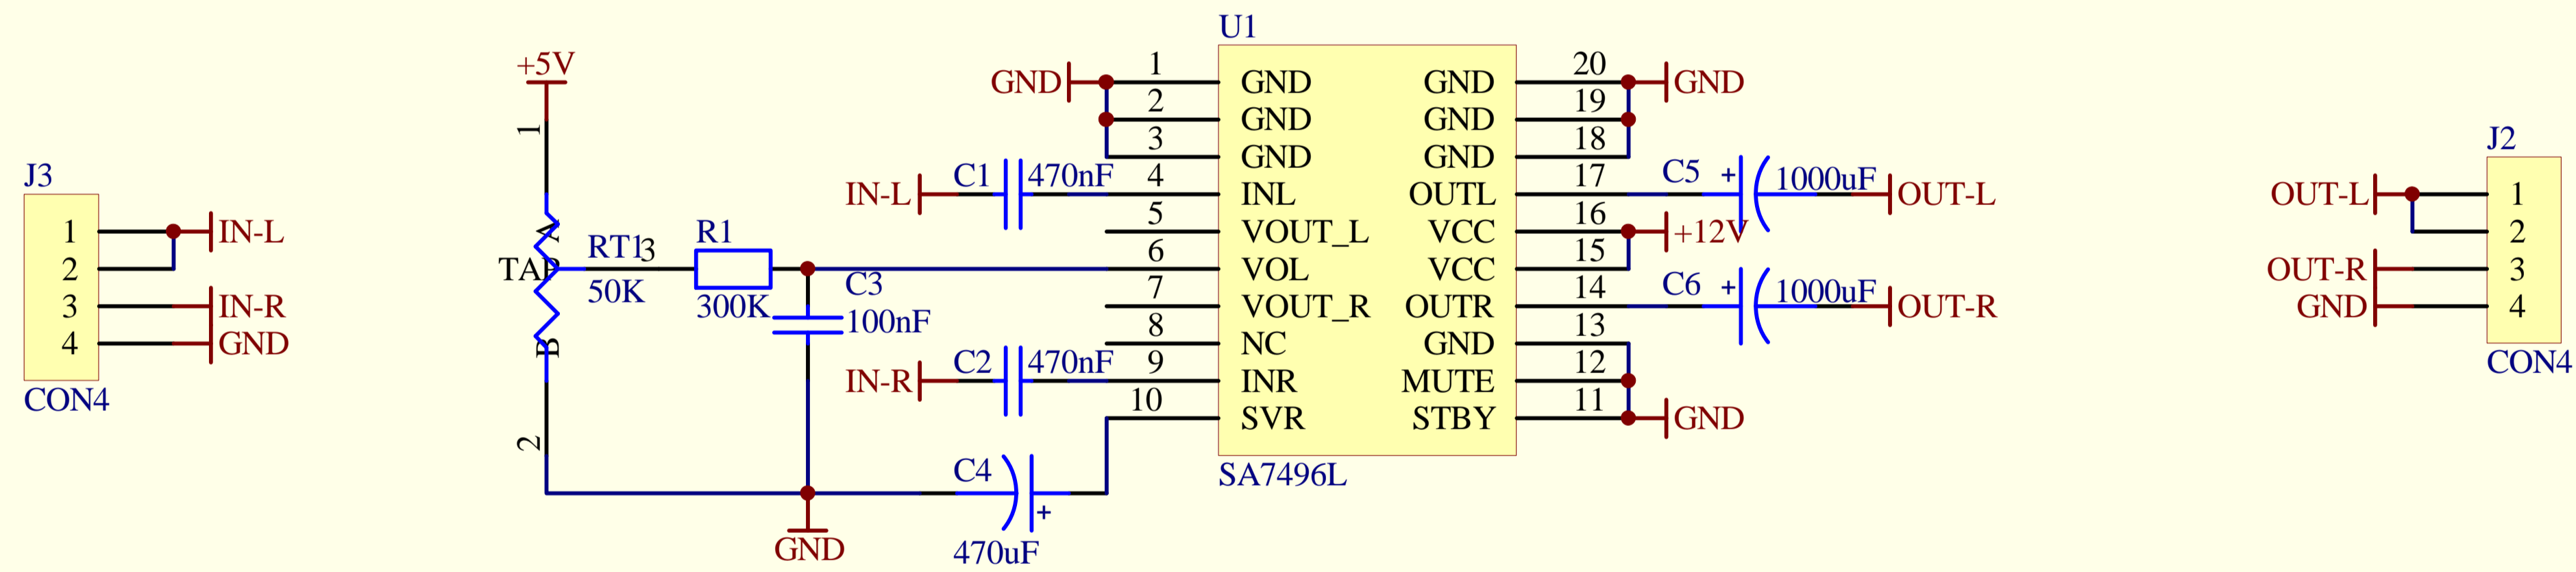 J3
1
2
3
4
CON4
IN-L
IN-R
GND
+5V
1
A
TAP
B
2
RT1
3
50K
R1
300K
C3
100nF
GND
C4
+
470uF
GND
IN-L
C1
470nF
IN-R
C2
470nF
U1
1 GND GND 20
2 GND GND 19
3 GND GND 18
4 INL OUTL 17
5 VOUT_L VCC 16
6 VOL VCC 15
7 VOUT_R OUTR 14
8 NC GND 13
9 INR MUTE 12
10 SVR STBY 11
SA7496L
GND
C5
+
1000uF
OUT-L
+12V
C6
+
1000uF
OUT-R
GND
J2
OUT-L
OUT-R
GND
1
2
3
4
CON4